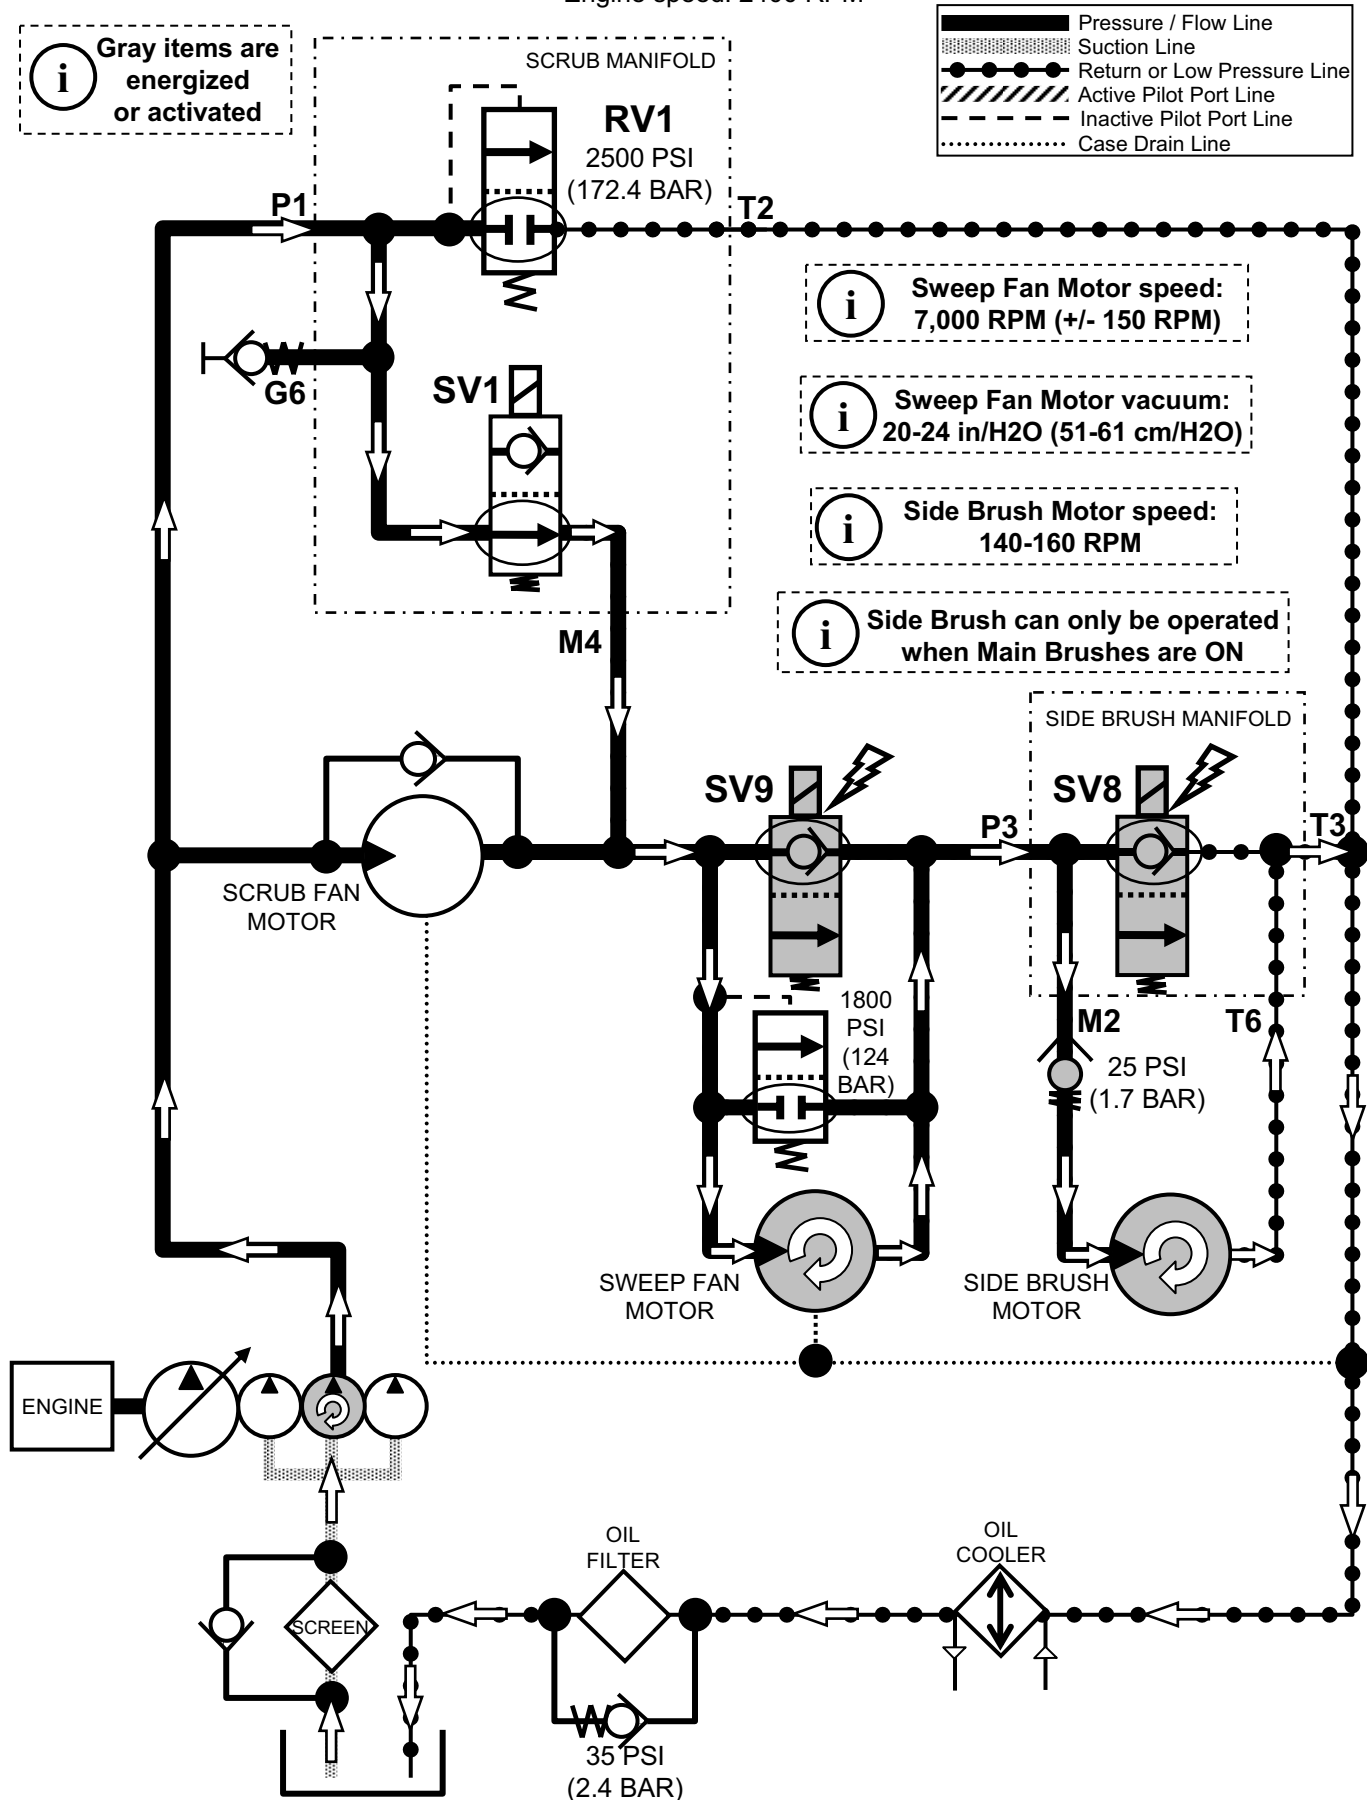 Engine speed: 2400 RPM
Gray items are
energized
or activated
i
Pressure / Flow Line
Suction Line
Return or Low Pressure Line
Active Pilot Port Line
Inactive Pilot Port Line
Case Drain Line
SCRUB MANIFOLD
RV1
2500 PSI
(172.4 BAR)
P1
T2
i
Sweep Fan Motor speed:
7,000 RPM (+/- 150 RPM)
G6
SV1
i
Sweep Fan Motor vacuum:
20-24 in/H2O (51-61 cm/H2O)
i
Side Brush Motor speed:
140-160 RPM
M4
i
Side Brush can only be operated
when Main Brushes are ON
SIDE BRUSH MANIFOLD
SV9
SV8
P3
T3
SCRUB FAN
MOTOR
1800
PSI
(124
BAR)
M2
T6
25 PSI
(1.7 BAR)
SWEEP FAN
MOTOR
SIDE BRUSH
MOTOR
ENGINE
OIL
FILTER
OIL
COOLER
SCREEN
35 PSI
(2.4 BAR)